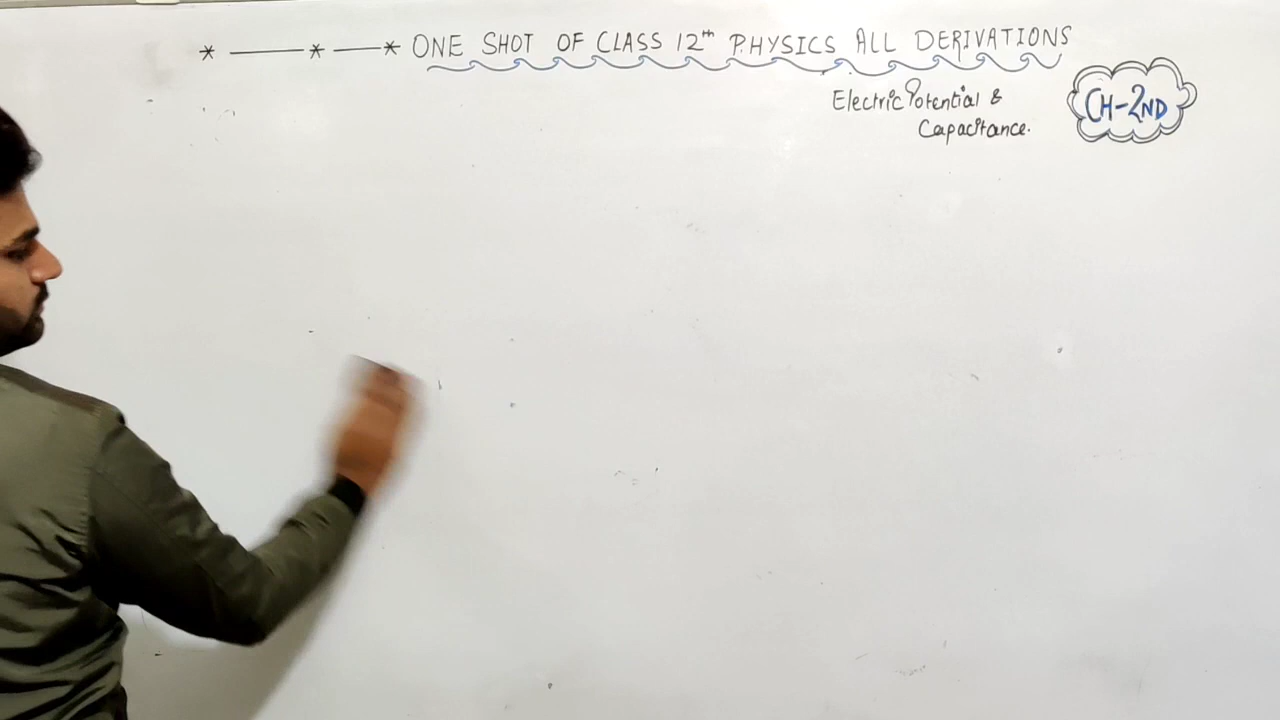 * —— * —— * ONE SHOT OF CLASS 12th PHYSICS ALL DERIVATIONS
Electric Potential &
Capacitance.
CH-2ND